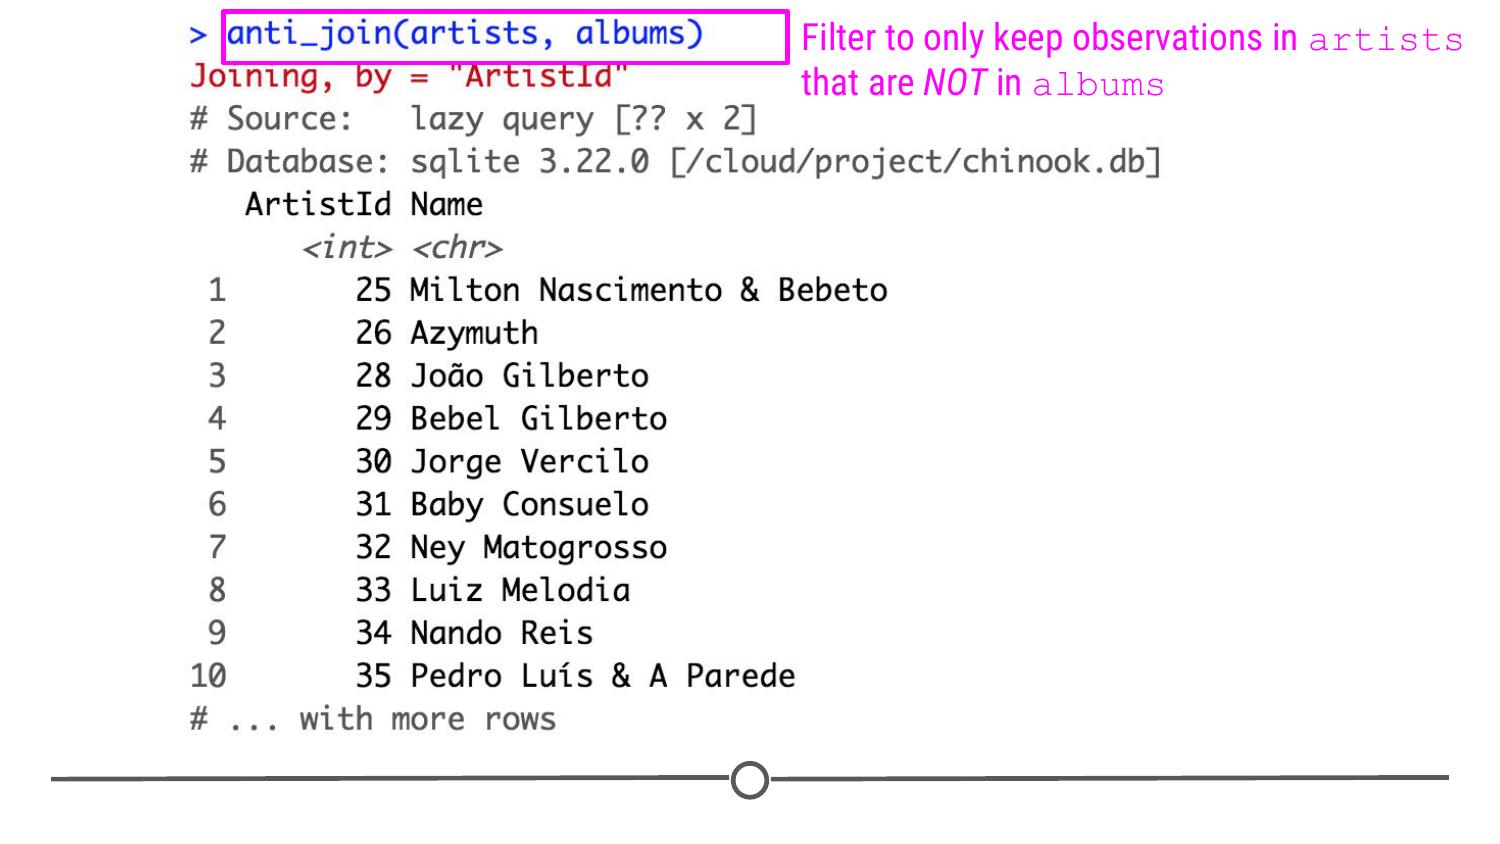 > anti_join(artists, albums)
Filter to only keep observations in artists
that are NOT in albums
Joining, by = "ArtistId"
# Source:   lazy query [?? x 2]
# Database: sqlite 3.22.0 [/cloud/project/chinook.db]
   ArtistId Name
      <int> <chr>
 1       25 Milton Nascimento & Bebeto
 2       26 Azymuth
 3       28 João Gilberto
 4       29 Bebel Gilberto
 5       30 Jorge Vercilo
 6       31 Baby Consuelo
 7       32 Ney Matogrosso
 8       33 Luiz Melodia
 9       34 Nando Reis
10       35 Pedro Luís & A Parede
# ... with more rows